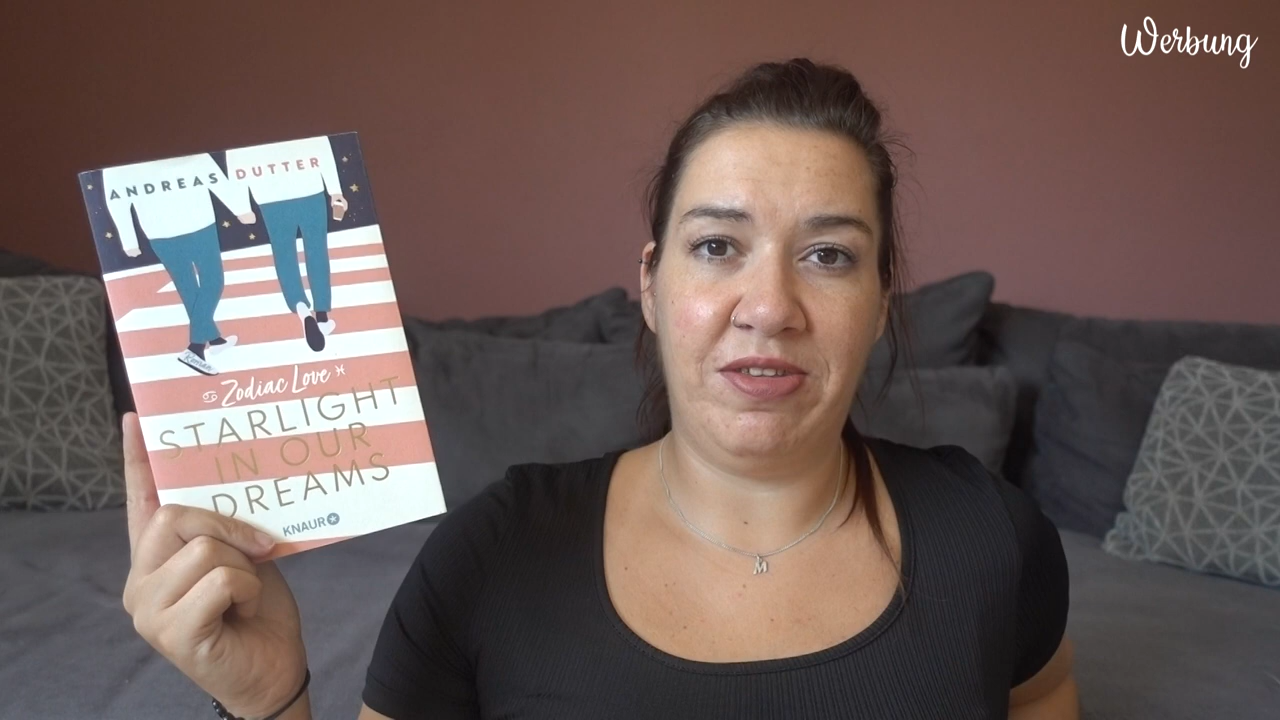 Werbung
ANDREAS DUTTER
Zodiac Love
STARLIGHT
IN OUR
DREAMS
KNAUR
M